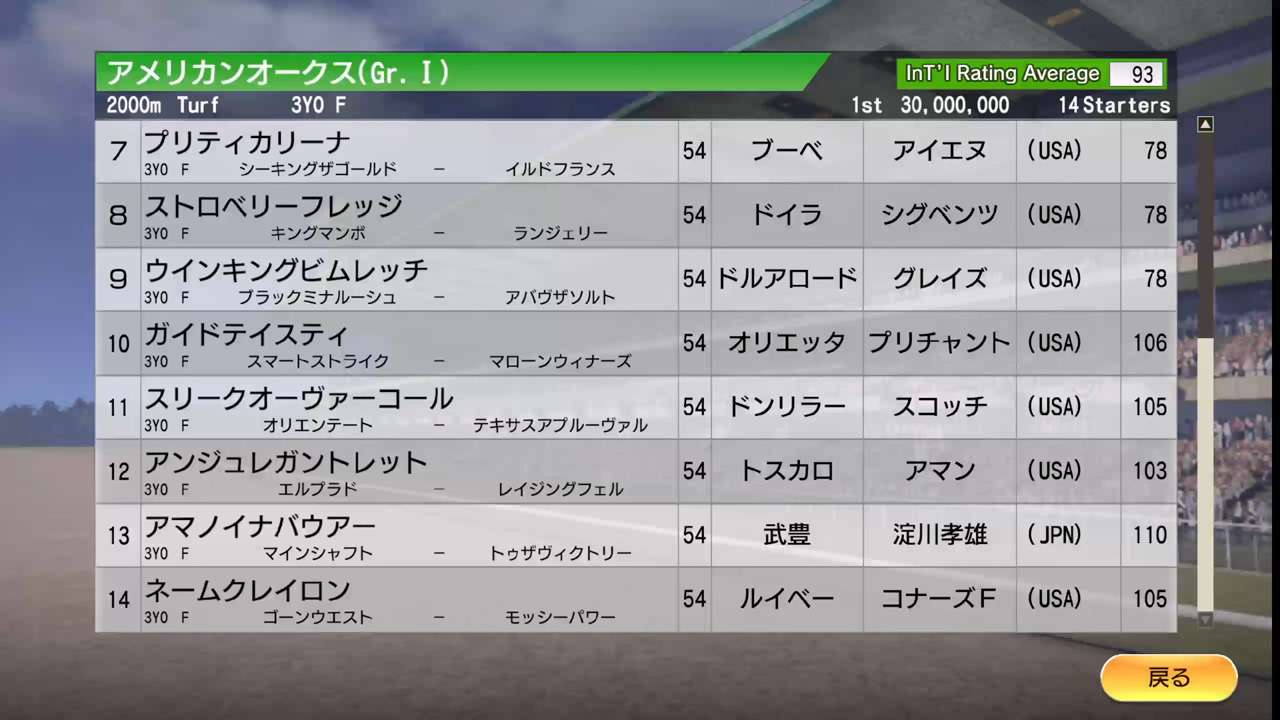 アメリカンオークス(Gr. Ⅰ)
InT'l Rating Average 93
2000m Turf 3YO F 1st 30,000,000 14Starters
7 プリティカリーナ 54 ブーベ アイエヌ (USA) 78
3YO F シーキングザゴールド － イルドフランス
8 ストロベリーフレッジ 54 ドイラ シグベンツ (USA) 78
3YO F キングマンボ － ランジェリー
9 ウインキングビムレッチ 54 ドルアロード グレイズ (USA) 78
3YO F ブラックミナルーシュ － アバヴザソルト
10 ガイドテイスティ 54 オリエッタ プリチャント (USA) 106
3YO F スマートストライク － マローンウィナーズ
11 スリークオーヴァーコール 54 ドンリラー スコッチ (USA) 105
3YO F オリエンテート － テキサスアプルーヴァル
12 アンジュレガントレット 54 トスカロ アマン (USA) 103
3YO F エルプラド － レイジングフェル
13 アマノイナバウアー 54 武豊 淀川孝雄 (JPN) 110
3YO F マインシャフト － トゥザヴィクトリー
14 ネームクレイロン 54 ルイベー コナーズF (USA) 105
3YO F ゴーンウエスト － モッシーパワー
戻る